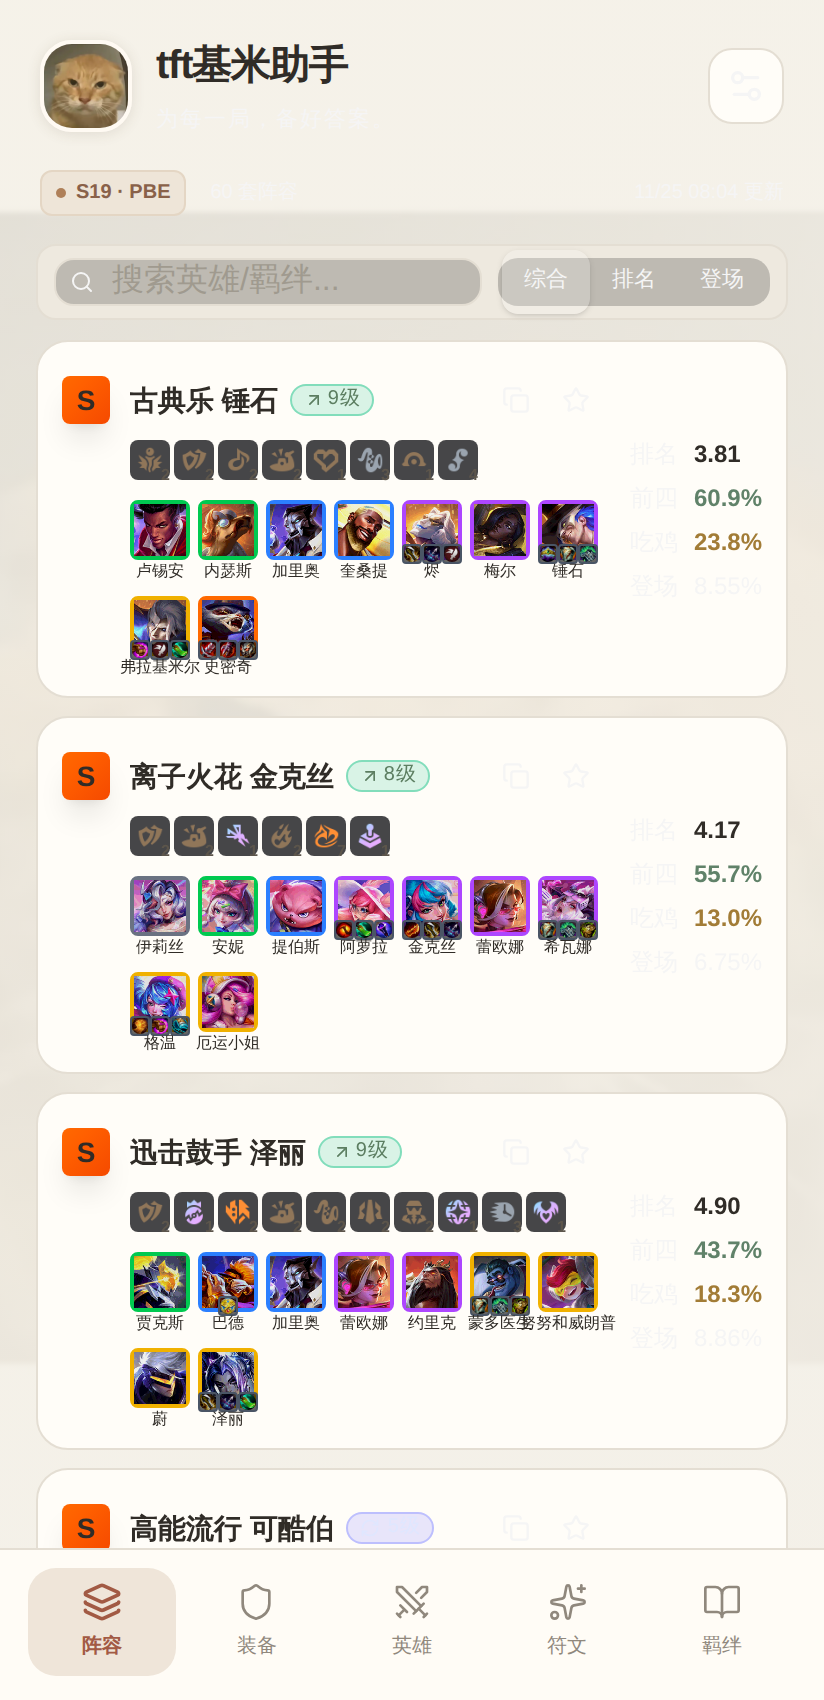 tft基米助手
S19 · PBE
11/25 08:04 更新
搜索英雄/羁绊...
综合 排名 登场
S 古典乐 锤石 9级
排名 3.81
前四 60.9%
吃鸡 23.8%
登场 8.55%
卢锡安 内瑟斯 加里奥 奎桑提 烬 梅尔 锤石
弗拉基米尔 史密奇
S 离子火花 金克丝 8级
排名 4.17
前四 55.7%
吃鸡 13.0%
登场 6.75%
伊莉丝 安妮 提伯斯 阿萝拉 金克丝 蕾欧娜 希瓦娜
格温 厄运小姐
S 迅击鼓手 泽丽 9级
排名 4.90
前四 43.7%
吃鸡 18.3%
登场 8.86%
贾克斯 巴德 加里奥 蕾欧娜 约里克 蒙多医生 努努和威朗普
蔚 泽丽
S 高能流行 可酷伯
阵容 装备 英雄 符文 羁绊